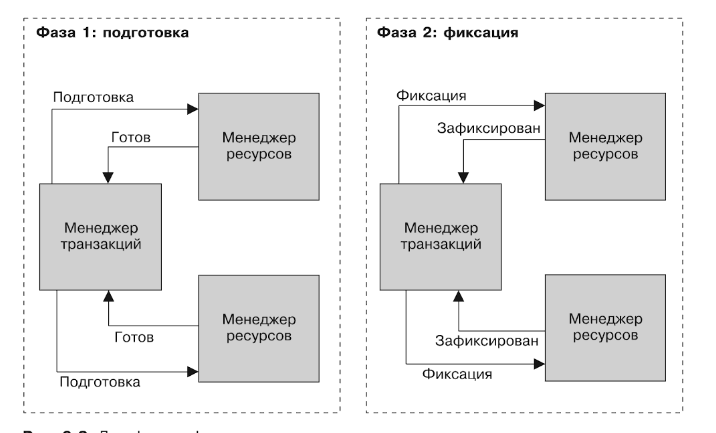 Фаза 1: подготовка
Подготовка
Готов
Менеджер
ресурсов
Менеджер
транзакций
Готов
Подготовка
Менеджер
ресурсов
Фаза 2: фиксация
Фиксация
Зафиксирован
Менеджер
ресурсов
Менеджер
транзакций
Зафиксирован
Фиксация
Менеджер
ресурсов